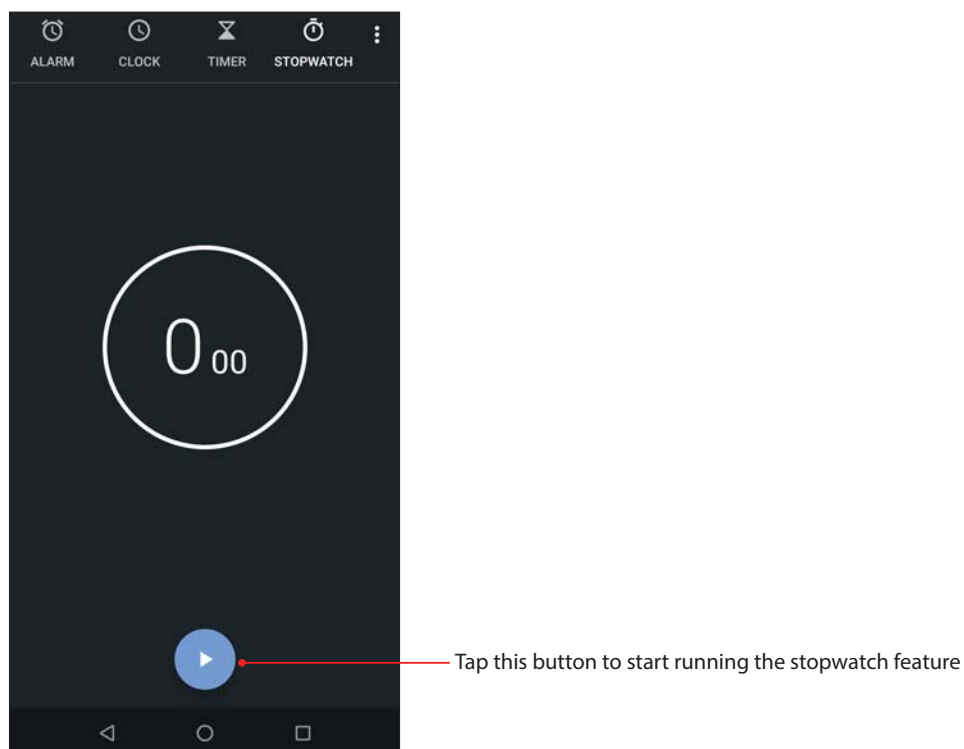 ALARM CLOCK TIMER STOPWATCH
0 00
Tap this button to start running the stopwatch feature